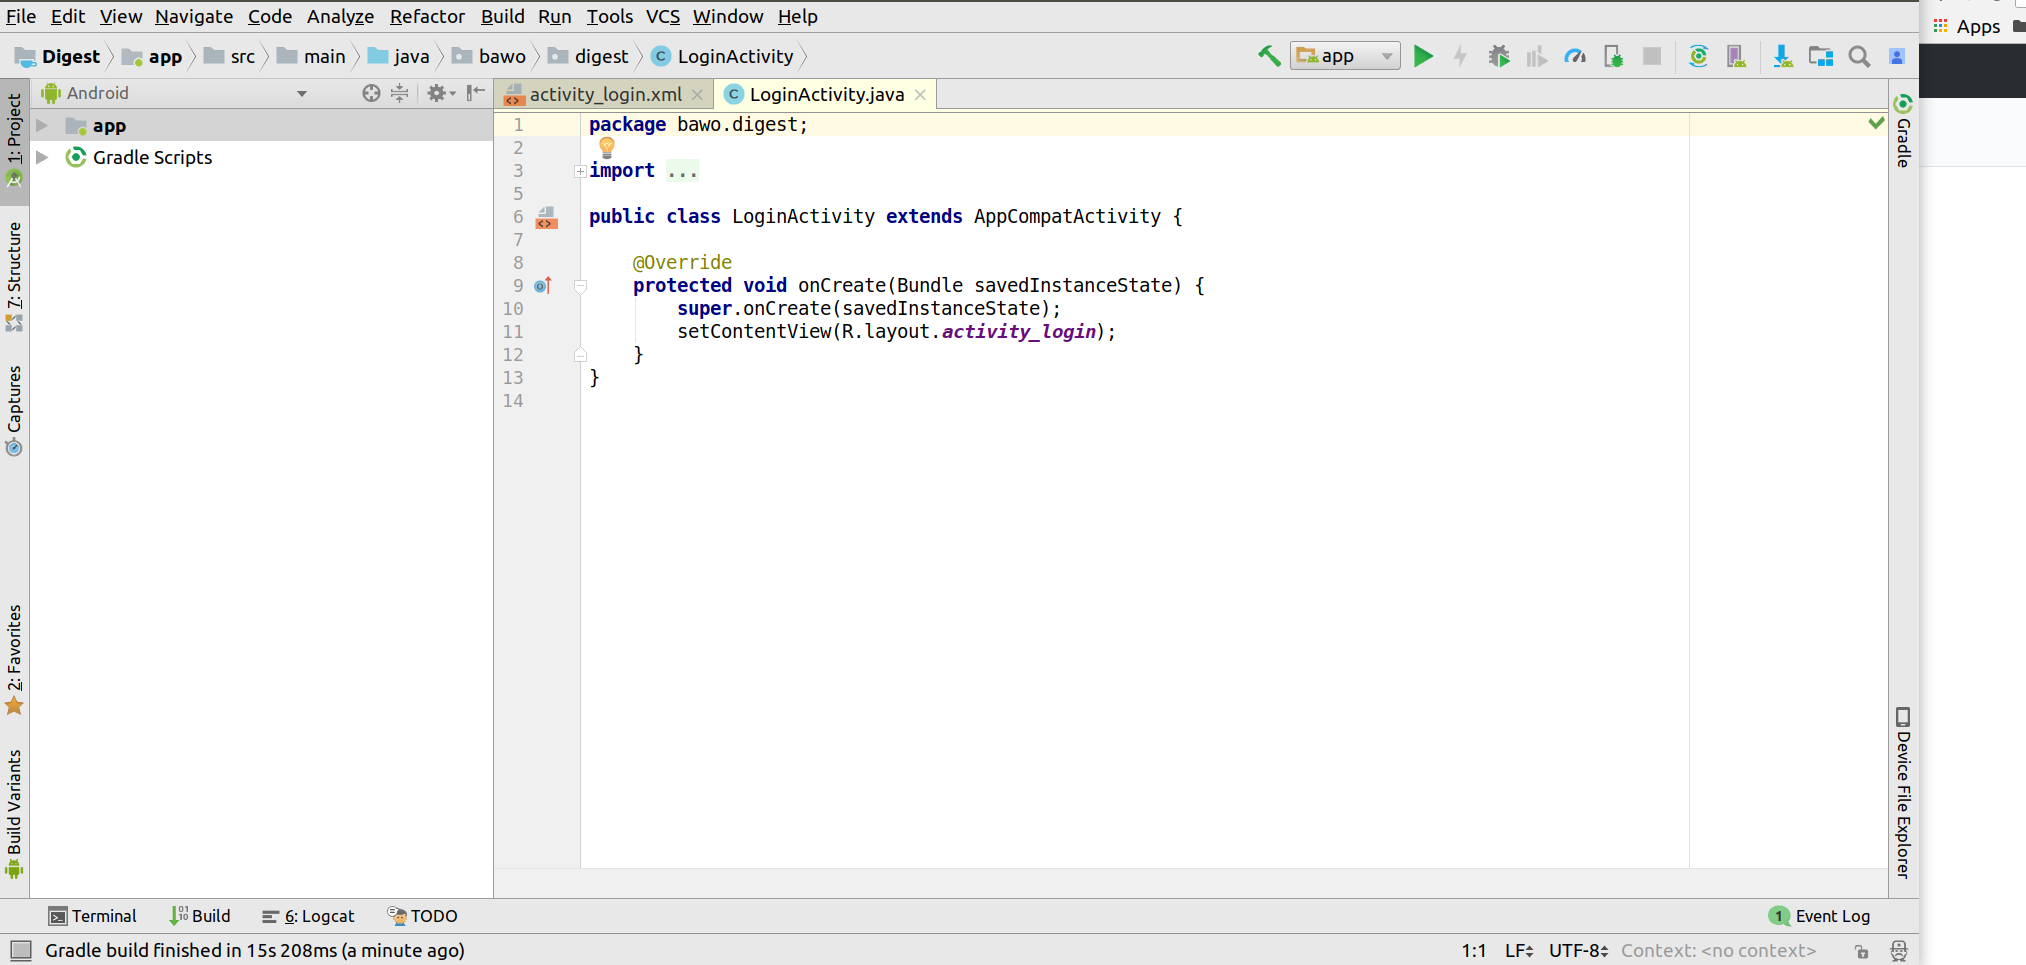 File Edit View Navigate Code Analyze Refactor Build Run Tools VCS Window Help
Apps
Digest app src main java bawo digest LoginActivity
app
1: Project
7: Structure
Captures
2: Favorites
Build Variants
Android
app
Gradle Scripts
activity_login.xml LoginActivity.java
1 package bawo.digest;
2
3 import ...
5
6 public class LoginActivity extends AppCompatActivity {
7
8 @Override
9 protected void onCreate(Bundle savedInstanceState) {
10 super.onCreate(savedInstanceState);
11 setContentView(R.layout.activity_login);
12 }
13 }
14
Gradle
Device File Explorer
Terminal Build 6: Logcat TODO
1 Event Log
Gradle build finished in 15s 208ms (a minute ago)
1:1 LF UTF-8 Context: <no context>